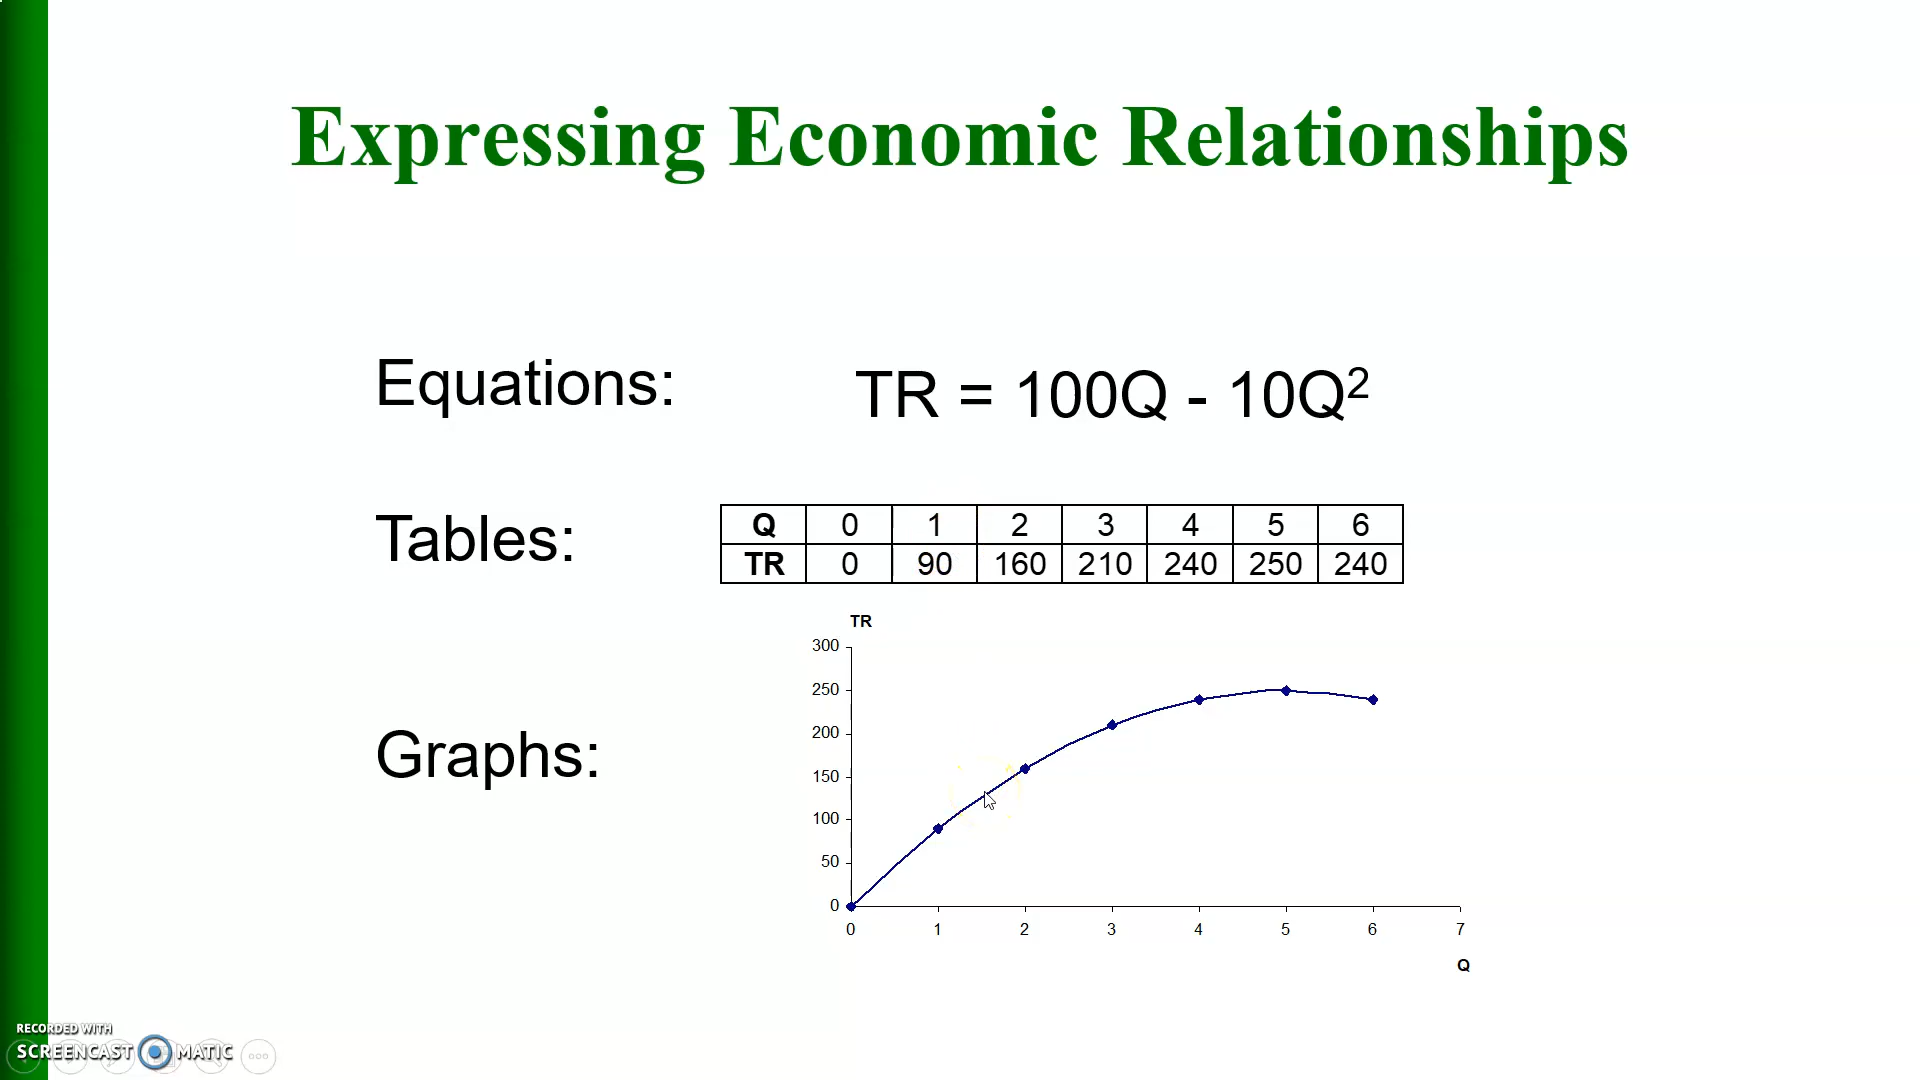 Expressing Economic Relationships
Equations: TR = 100Q - 10Q²
Tables:
Q 0 1 2 3 4 5 6
TR 0 90 160 210 240 250 240
Graphs:
TR
300
250
200
150
100
50
0
0 1 2 3 4 5 6 7
Q
RECORDED WITH
SCREENCAST MATIC